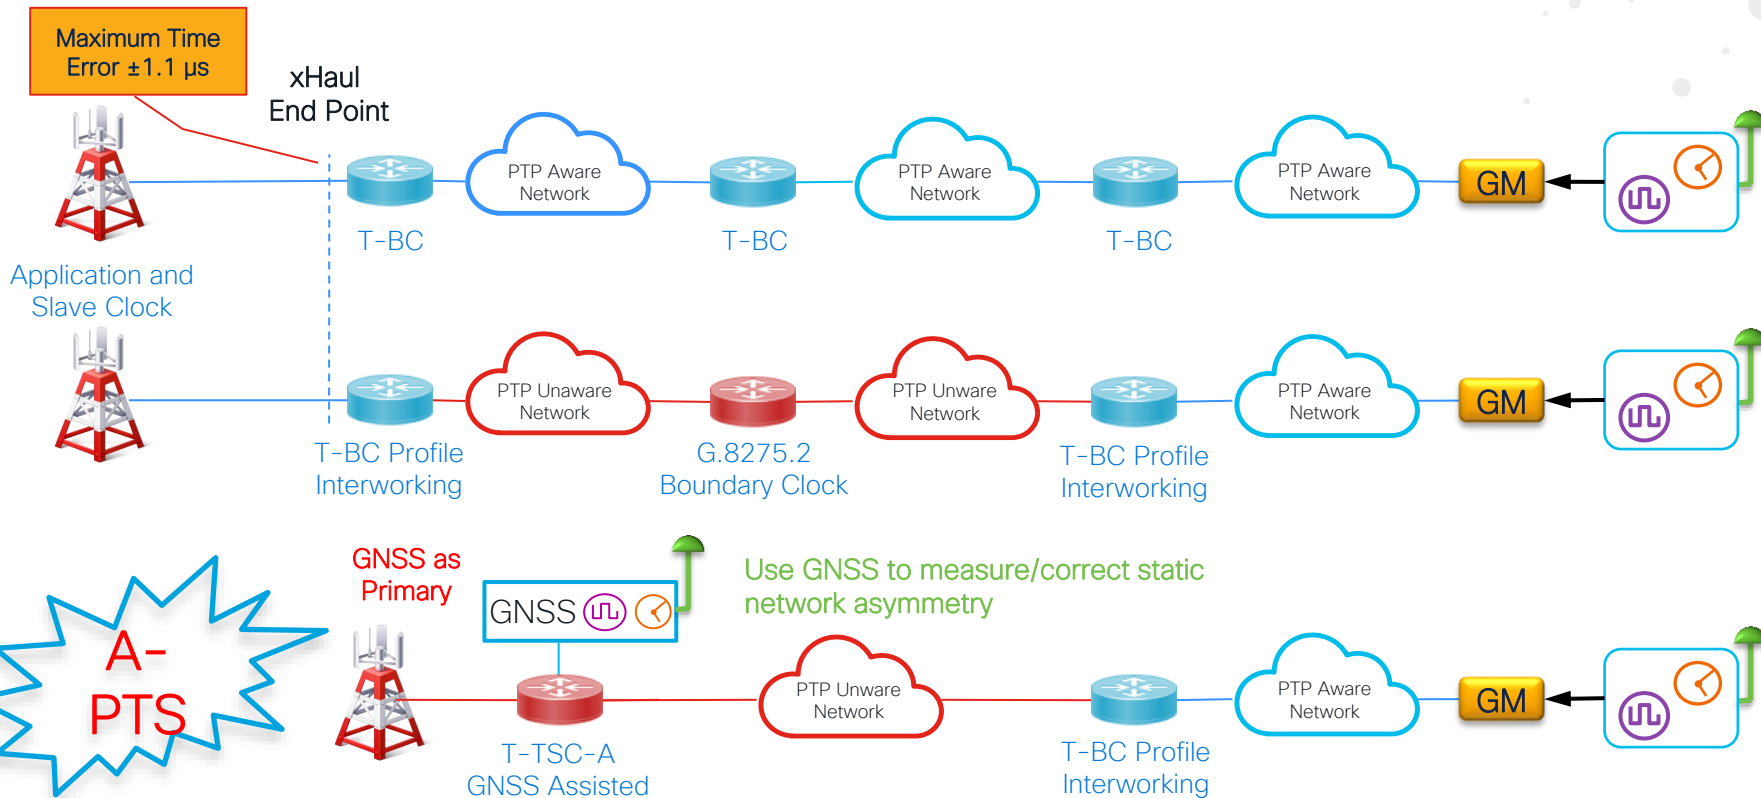 Maximum Time
Error ±1.1 µs
xHaul
End Point
PTP Aware
Network
PTP Aware
Network
PTP Aware
Network
GM
T-BC
T-BC
T-BC
Application and
Slave Clock
PTP Unaware
Network
PTP Unware
Network
PTP Aware
Network
GM
T-BC Profile
Interworking
G.8275.2
Boundary Clock
T-BC Profile
Interworking
GNSS as
Primary
GNSS
Use GNSS to measure/correct static
network asymmetry
A-
PTS
PTP Unware
Network
PTP Aware
Network
GM
T-TSC-A
GNSS Assisted
T-BC Profile
Interworking